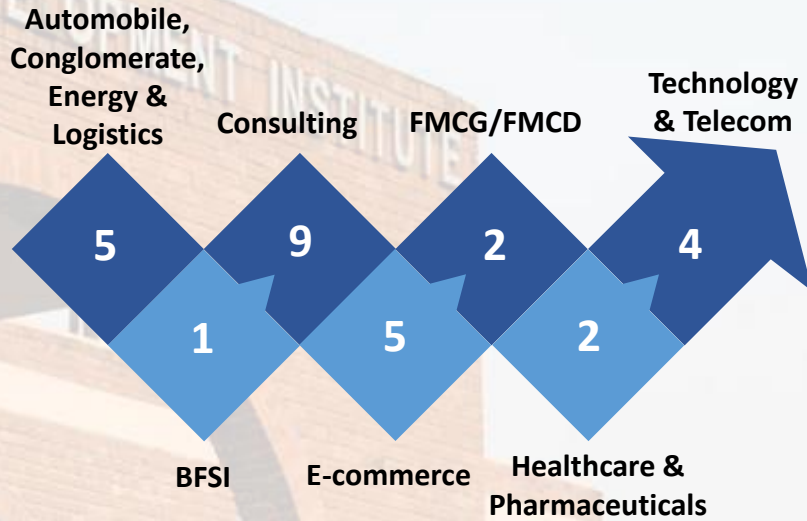 Automobile,
Conglomerate,
Energy &
Logistics
Consulting
FMCG/FMCD
Technology
& Telecom
5
9
2
4
1
5
2
BFSI
E-commerce
Healthcare &
Pharmaceuticals
INSTITUTE